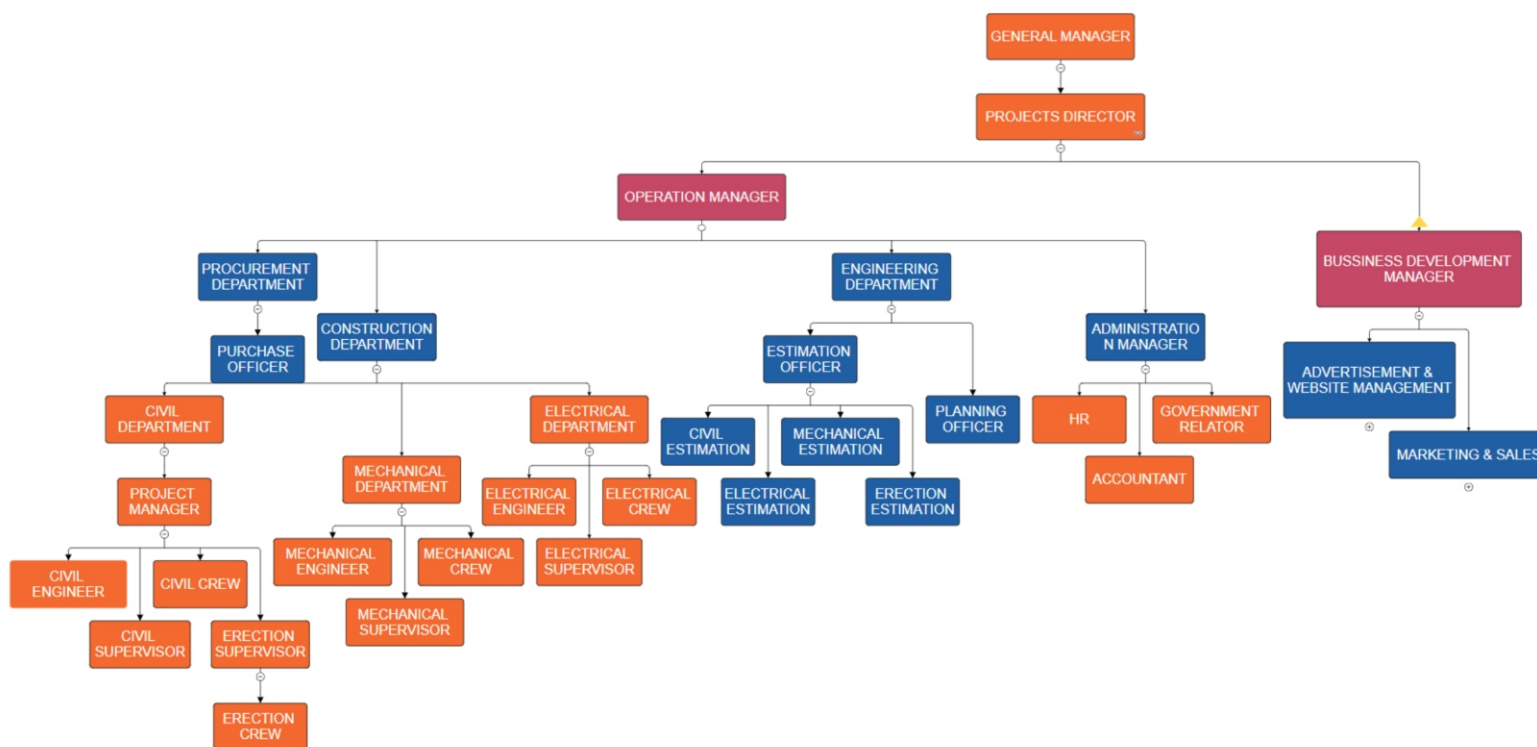 GENERAL MANAGER
PROJECTS DIRECTOR
OPERATION MANAGER
BUSSINESS DEVELOPMENT
MANAGER
PROCUREMENT
DEPARTMENT
ENGINEERING
DEPARTMENT
CONSTRUCTION
DEPARTMENT
ADMINISTRATIO
N MANAGER
PURCHASE
OFFICER
ESTIMATION
OFFICER
ADVERTISEMENT &
WEBSITE MANAGEMENT
CIVIL
DEPARTMENT
ELECTRICAL
DEPARTMENT
PLANNING
OFFICER
HR
GOVERNMENT
RELATOR
CIVIL
ESTIMATION
MECHANICAL
ESTIMATION
MARKETING & SALES
MECHANICAL
DEPARTMENT
ACCOUNTANT
PROJECT
MANAGER
ELECTRICAL
ENGINEER
ELECTRICAL
CREW
ELECTRICAL
ESTIMATION
ERECTION
ESTIMATION
MECHANICAL
ENGINEER
MECHANICAL
CREW
ELECTRICAL
SUPERVISOR
CIVIL
ENGINEER
CIVIL CREW
MECHANICAL
SUPERVISOR
CIVIL
SUPERVISOR
ERECTION
SUPERVISOR
ERECTION
CREW